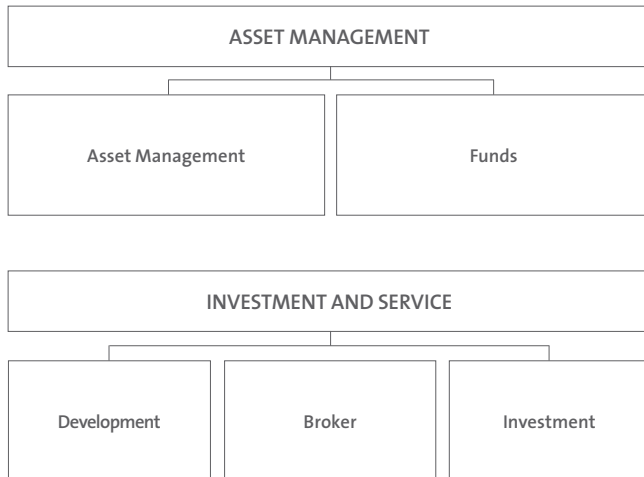 ASSET MANAGEMENT
Asset Management
Funds
INVESTMENT AND SERVICE
Development
Broker
Investment